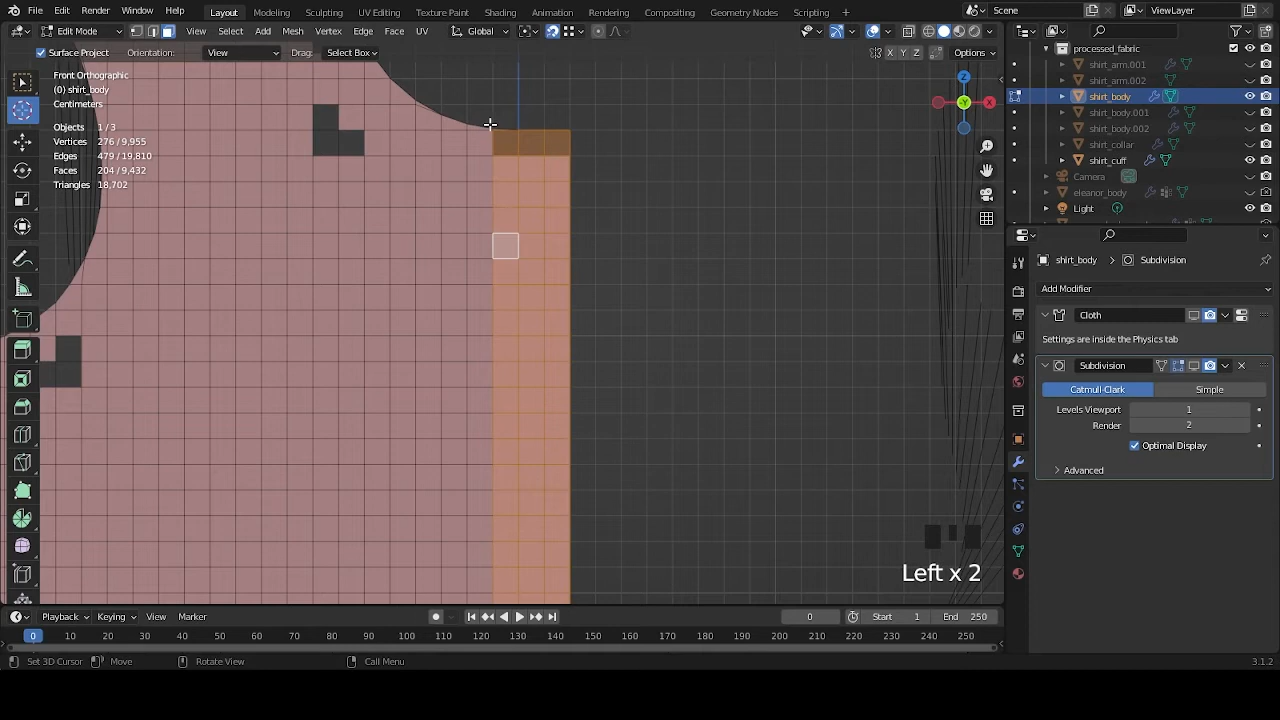 File Edit Render Window Help
Layout Modeling Sculpting UV Editing Texture Paint Shading Animation Rendering Compositing Geometry Nodes Scripting +
Scene
ViewLayer
Edit Mode View Select Add Mesh Vertex Edge Face UV Global
Surface Project Orientation: View Drag: Select Box X Y Z Options
Front Orthographic
(0) shirt_body
Centimeters
Objects 1/3
Vertices 276 / 9,955
Edges 479 / 19,810
Faces 204 / 9,432
Triangles 18,702
Z
-Y
X
processed_fabric
shirt_arm.001
shirt_arm.002
shirt_body
shirt_body.001
shirt_body.002
shirt_collar
shirt_cuff
Camera
eleanor_body
Light
shirt_body > Subdivision
Add Modifier
Cloth
Settings are inside the Physics tab
Subdivision
Catmull-Clark Simple
Levels Viewport 1
Render 2
Optimal Display
Advanced
Left x 2
Playback Keying View Marker 0 Start 1 End 250
0 10 20 30 40 50 60 70 80 90 100 110 120 130 140 150 160 170 180 190 200 210 220 230 240 250
Set 3D Cursor Move Rotate View Call Menu 3.1.2